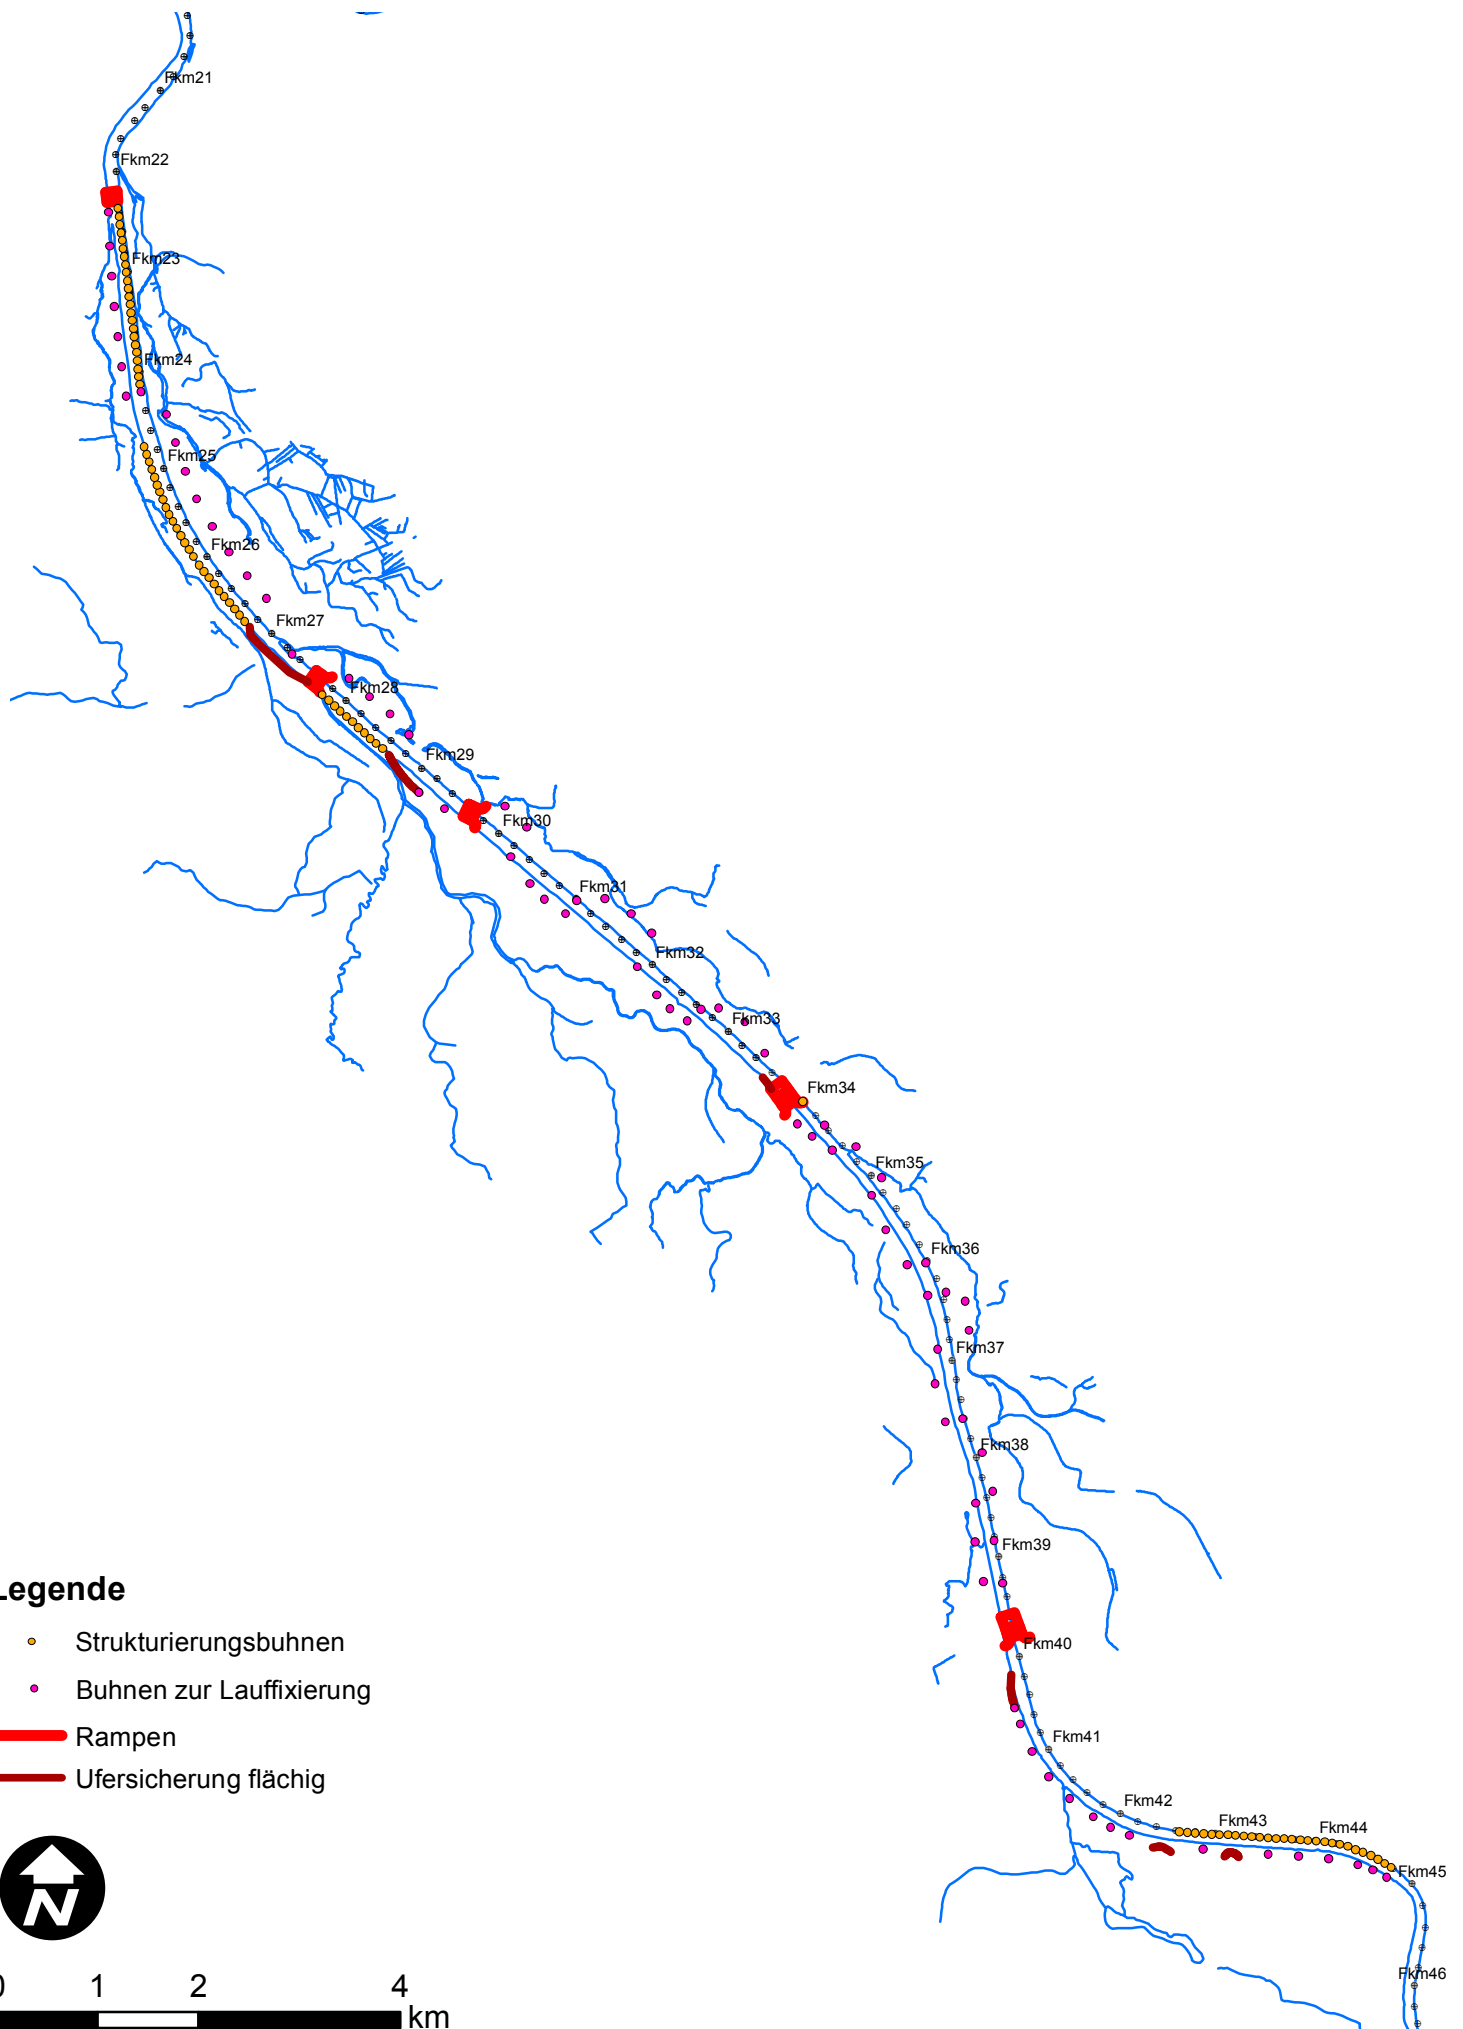 Fkm21
Fkm22
Fkm23
Fkm24
Fkm25
Fkm26
Fkm27
Fkm28
Fkm29
Fkm30
Fkm31
Fkm32
Fkm33
Fkm34
Fkm35
Fkm36
Fkm37
Fkm38
Fkm39
Fkm40
Fkm41
Fkm42
Fkm43
Fkm44
Fkm45
Fkm46
Legende
Strukturierungsbuhnen
Buhnen zur Lauffixierung
Rampen
Ufersicherung flächig
N
0 1 2 4
km